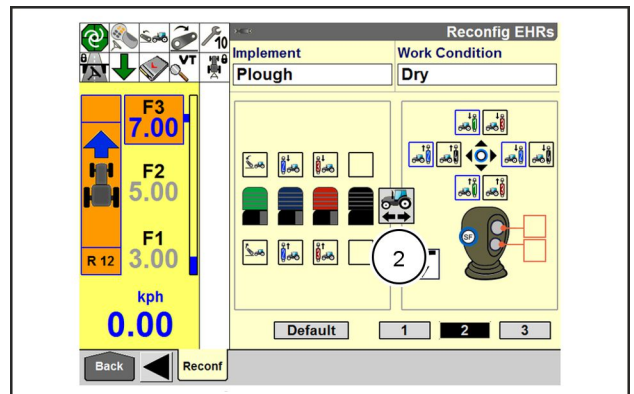 10
VT
Reconfig EHRs
Implement
Work Condition
Plough
Dry
F3
7.00
F2
5.00
F1
3.00
R 12
kph
0.00
2
SF
Default
1
2
3
Back
Reconf